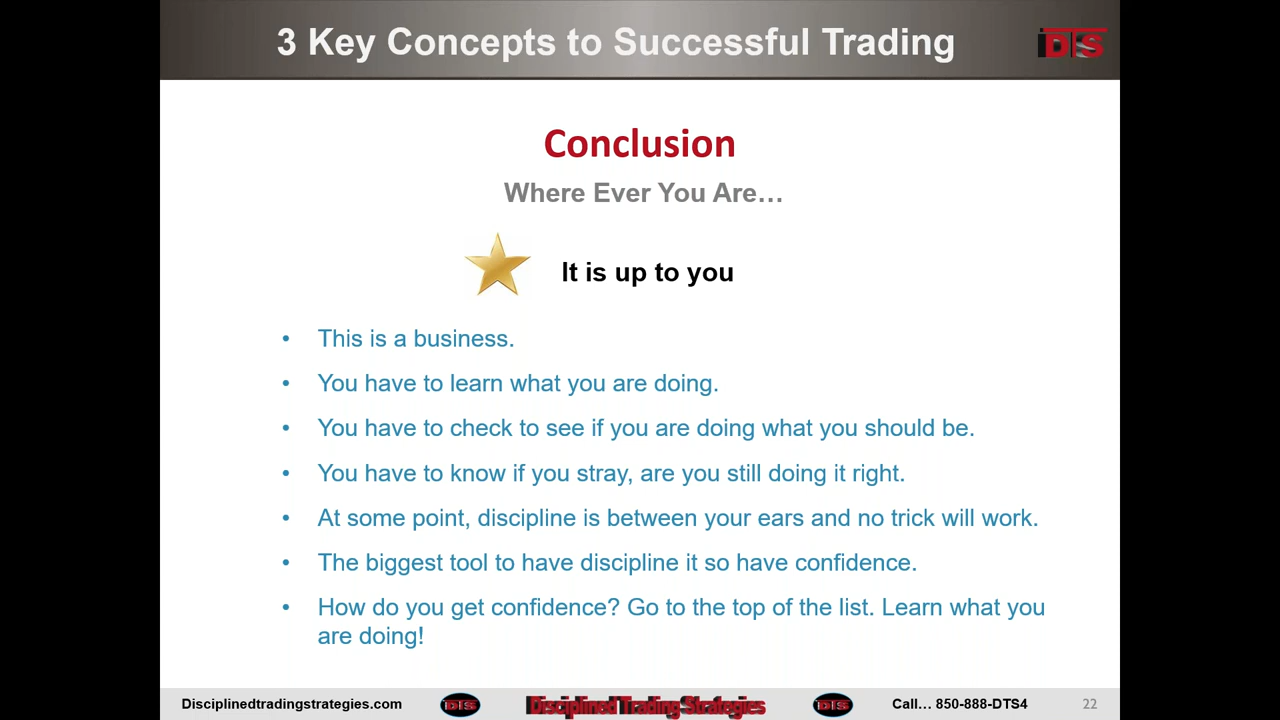 3 Key Concepts to Successful Trading
DTS
Conclusion
Where Ever You Are…
It is up to you
• This is a business.
• You have to learn what you are doing.
• You have to check to see if you are doing what you should be.
• You have to know if you stray, are you still doing it right.
• At some point, discipline is between your ears and no trick will work.
• The biggest tool to have discipline it so have confidence.
• How do you get confidence? Go to the top of the list. Learn what you
are doing!
Disciplinedtradingstrategies.com DTS Disciplined Trading Strategies DTS Call… 850-888-DTS4 22